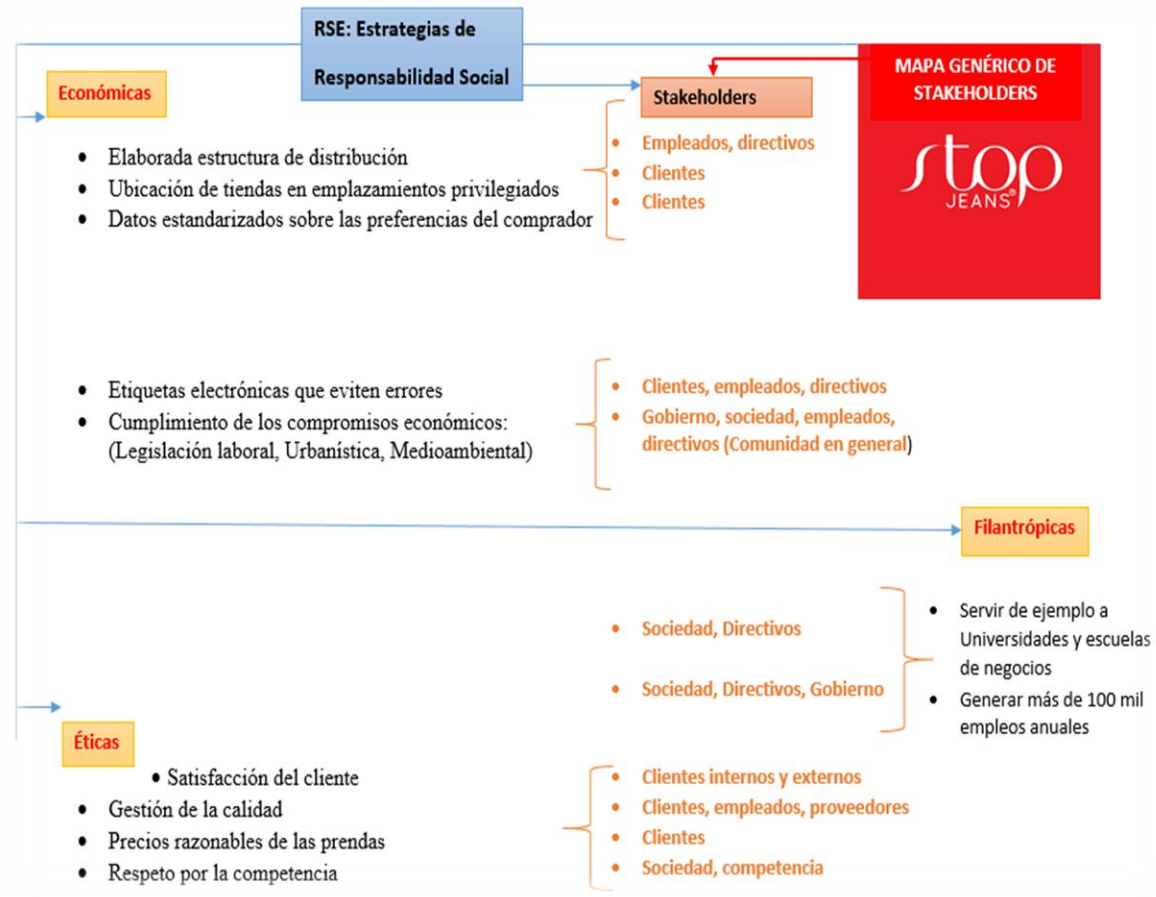 RSE: Estrategias de
Responsabilidad Social
MAPA GENÉRICO DE
STAKEHOLDERS
stop
JEANS®
Económicas
Stakeholders
• Elaborada estructura de distribución
• Ubicación de tiendas en emplazamientos privilegiados
• Datos estandarizados sobre las preferencias del comprador
• Empleados, directivos
• Clientes
• Clientes
• Etiquetas electrónicas que eviten errores
• Cumplimiento de los compromisos económicos:
(Legislación laboral, Urbanística, Medioambiental)
• Clientes, empleados, directivos
• Gobierno, sociedad, empleados,
directivos (Comunidad en general)
Filantrópicas
• Sociedad, Directivos
• Sociedad, Directivos, Gobierno
• Servir de ejemplo a
Universidades y escuelas
de negocios
• Generar más de 100 mil
empleos anuales
Éticas
• Satisfacción del cliente
• Gestión de la calidad
• Precios razonables de las prendas
• Respeto por la competencia
• Clientes internos y externos
• Clientes, empleados, proveedores
• Clientes
• Sociedad, competencia